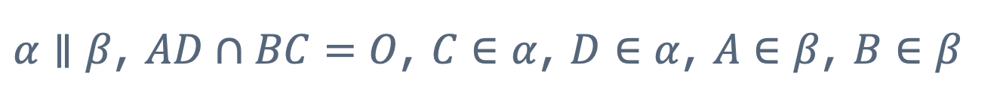 α ∥ β, AD ∩ BC = O, C ∈ α, D ∈ α, A ∈ β, B ∈ β